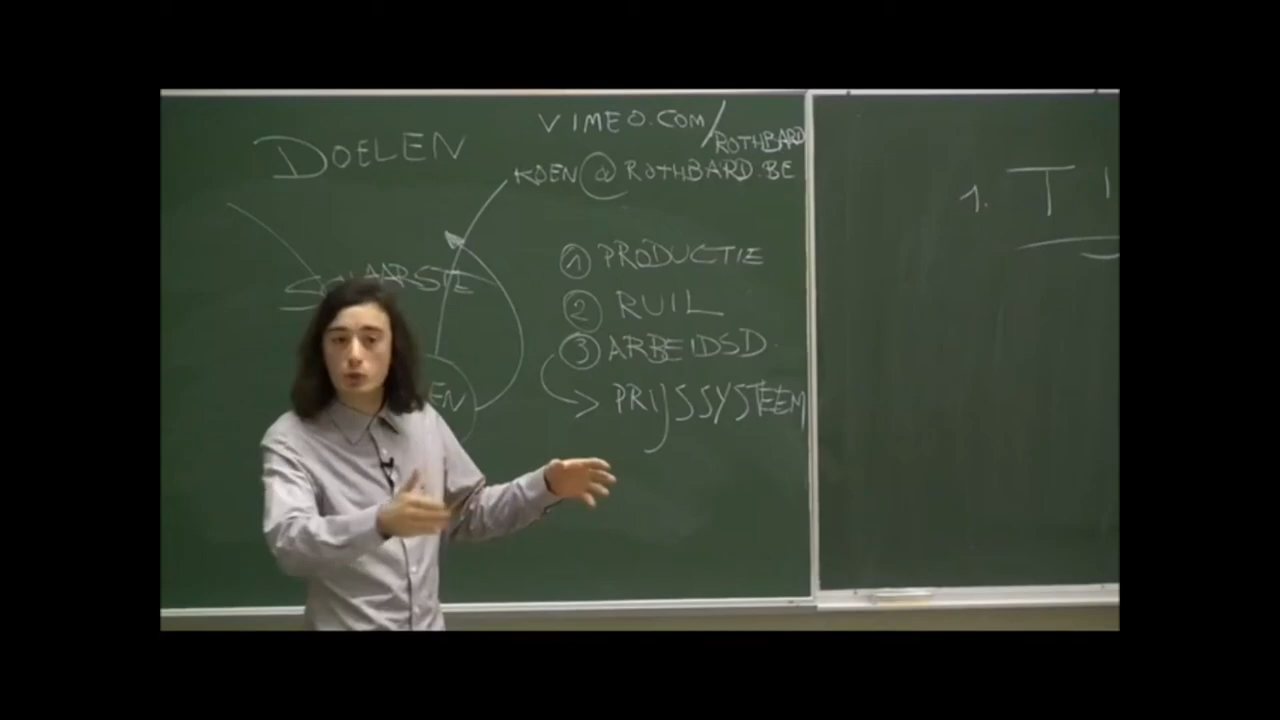 DOELEN
VIMEO.COM/ROTHBARD
KOEN@ROTHBARD.BE
① PRODUCTIE
② RUIL
③ ARBEIDSD.
→ PRIJSSYSTEEM
1. T